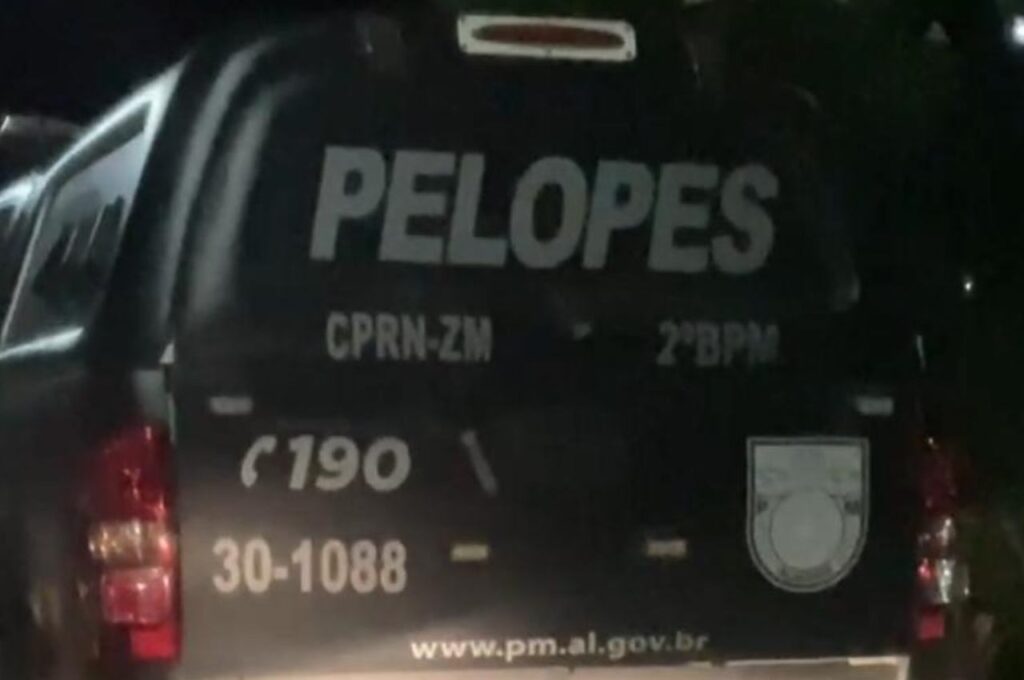 PELOPES
CPRN-ZM 2ºBPM
190
30-1088
www.pm.al.gov.br